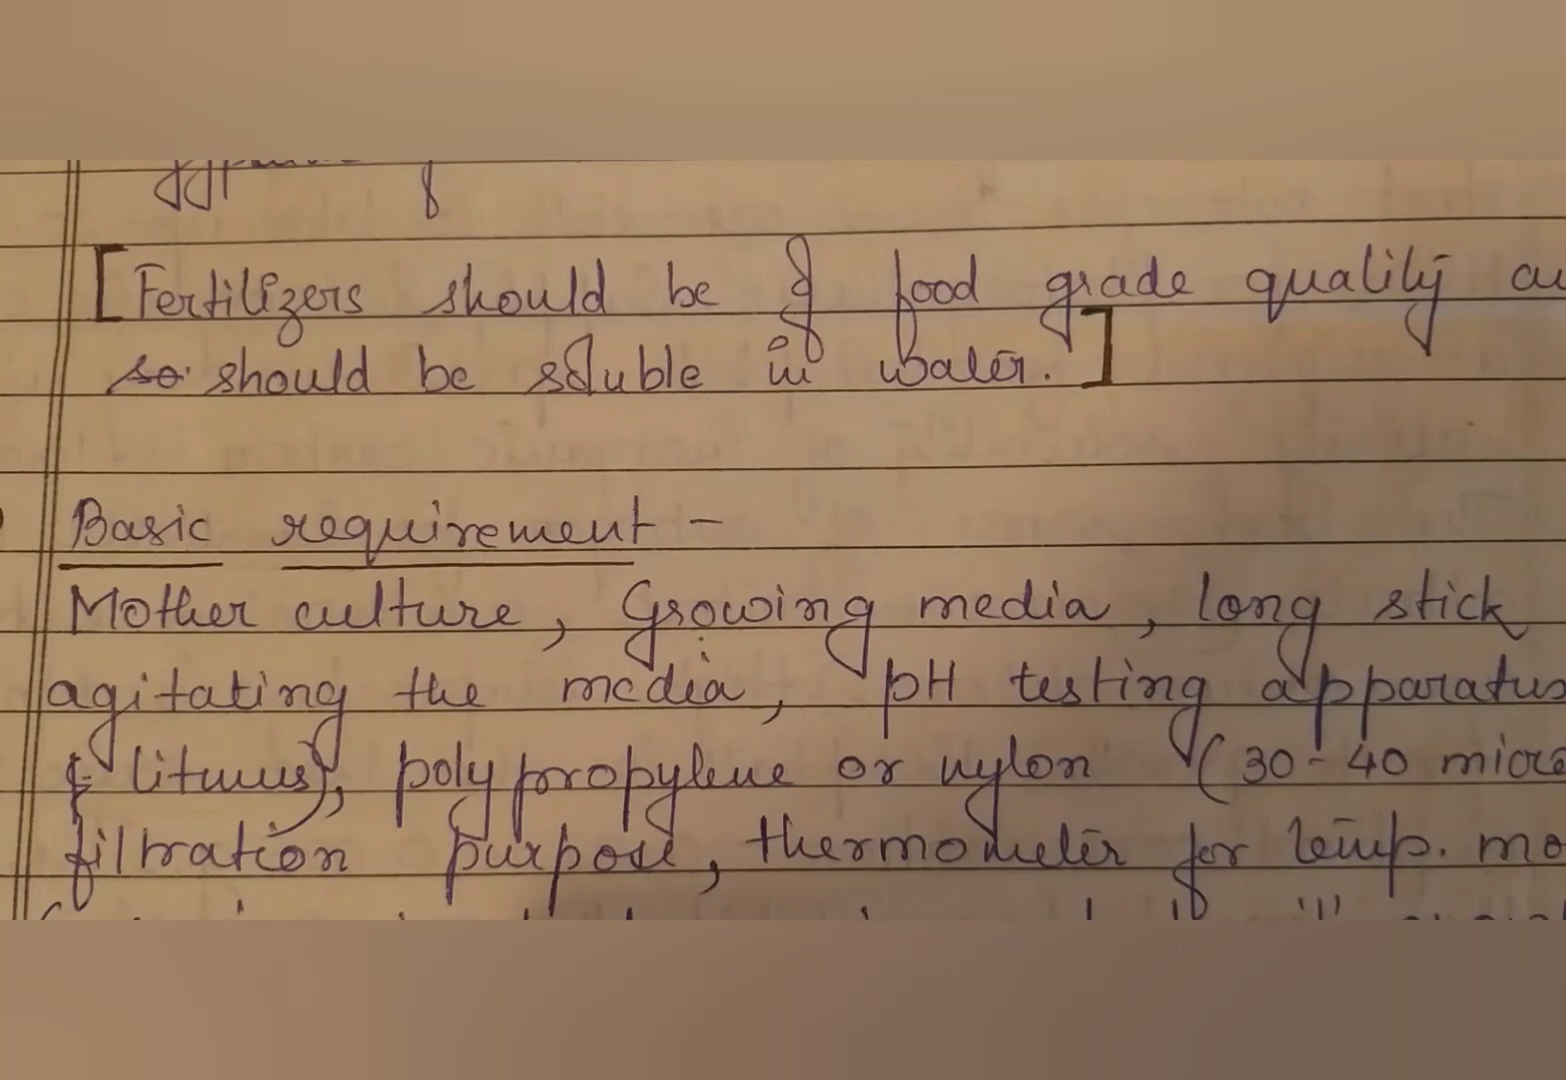 [Fertilizers should be of food grade quality
so should be soluble in water.]
Basic requirement -
Mother culture, Growing media, long stick
agitating the media, pH testing apparatus
& litmus), polypropylene or nylon (30-40 micro
filtration purpose, thermometer for temp. mo